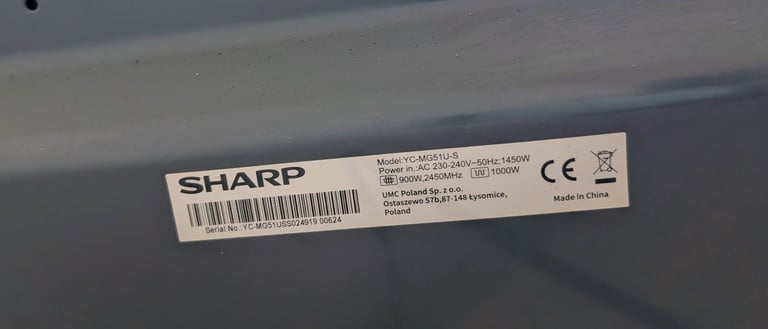 SHARP
Serial No.: YC-MG51USS024919 00624
Model:YC-MG51U-S
Power in.:AC 230-240V~50Hz;1450W
900W,2450MHz 1000W
UMC Poland Sp. z o.o.
Ostaszewo 57b,87-148 Łysomice,
Poland
CE
Made in China